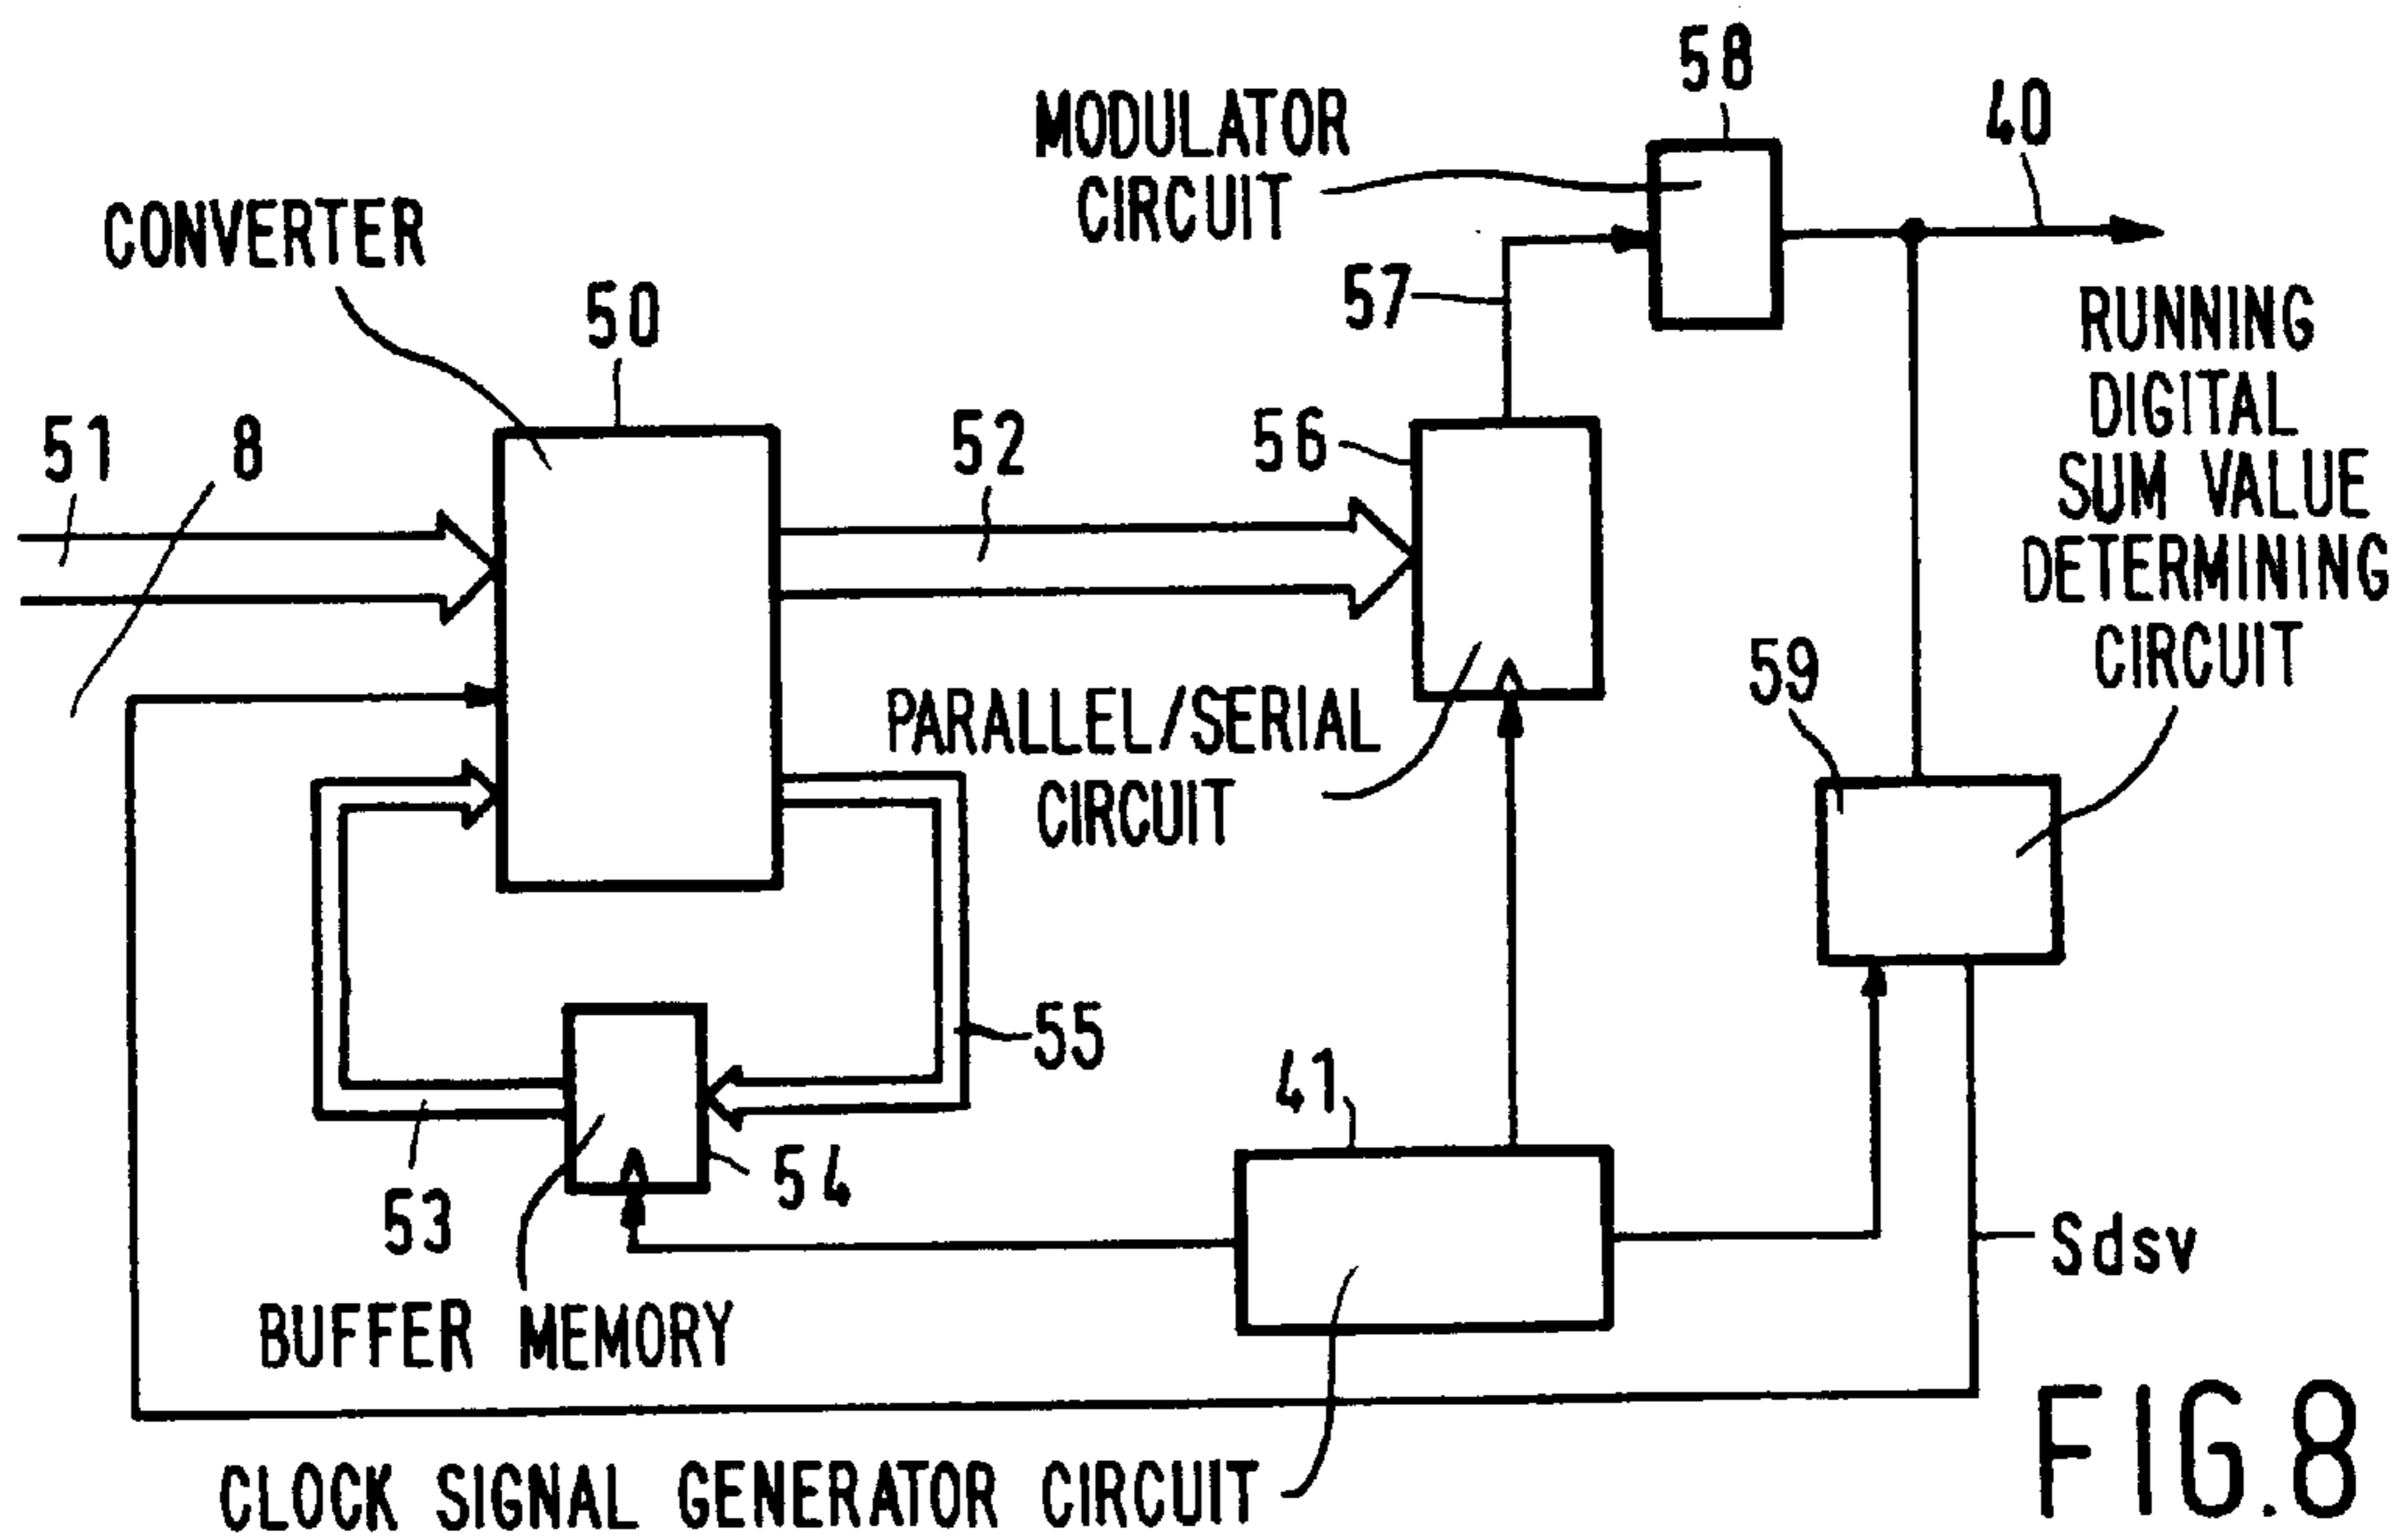 58
MODULATOR
CIRCUIT
40
CONVERTER
50
57
RUNNING
DIGITAL
SUM VALUE
DETERMINING
CIRCUIT
51
8
52
56
59
PARALLEL/SERIAL
CIRCUIT
55
41
54
53
Sdsv
BUFFER MEMORY
CLOCK SIGNAL GENERATOR CIRCUIT
FIG.8